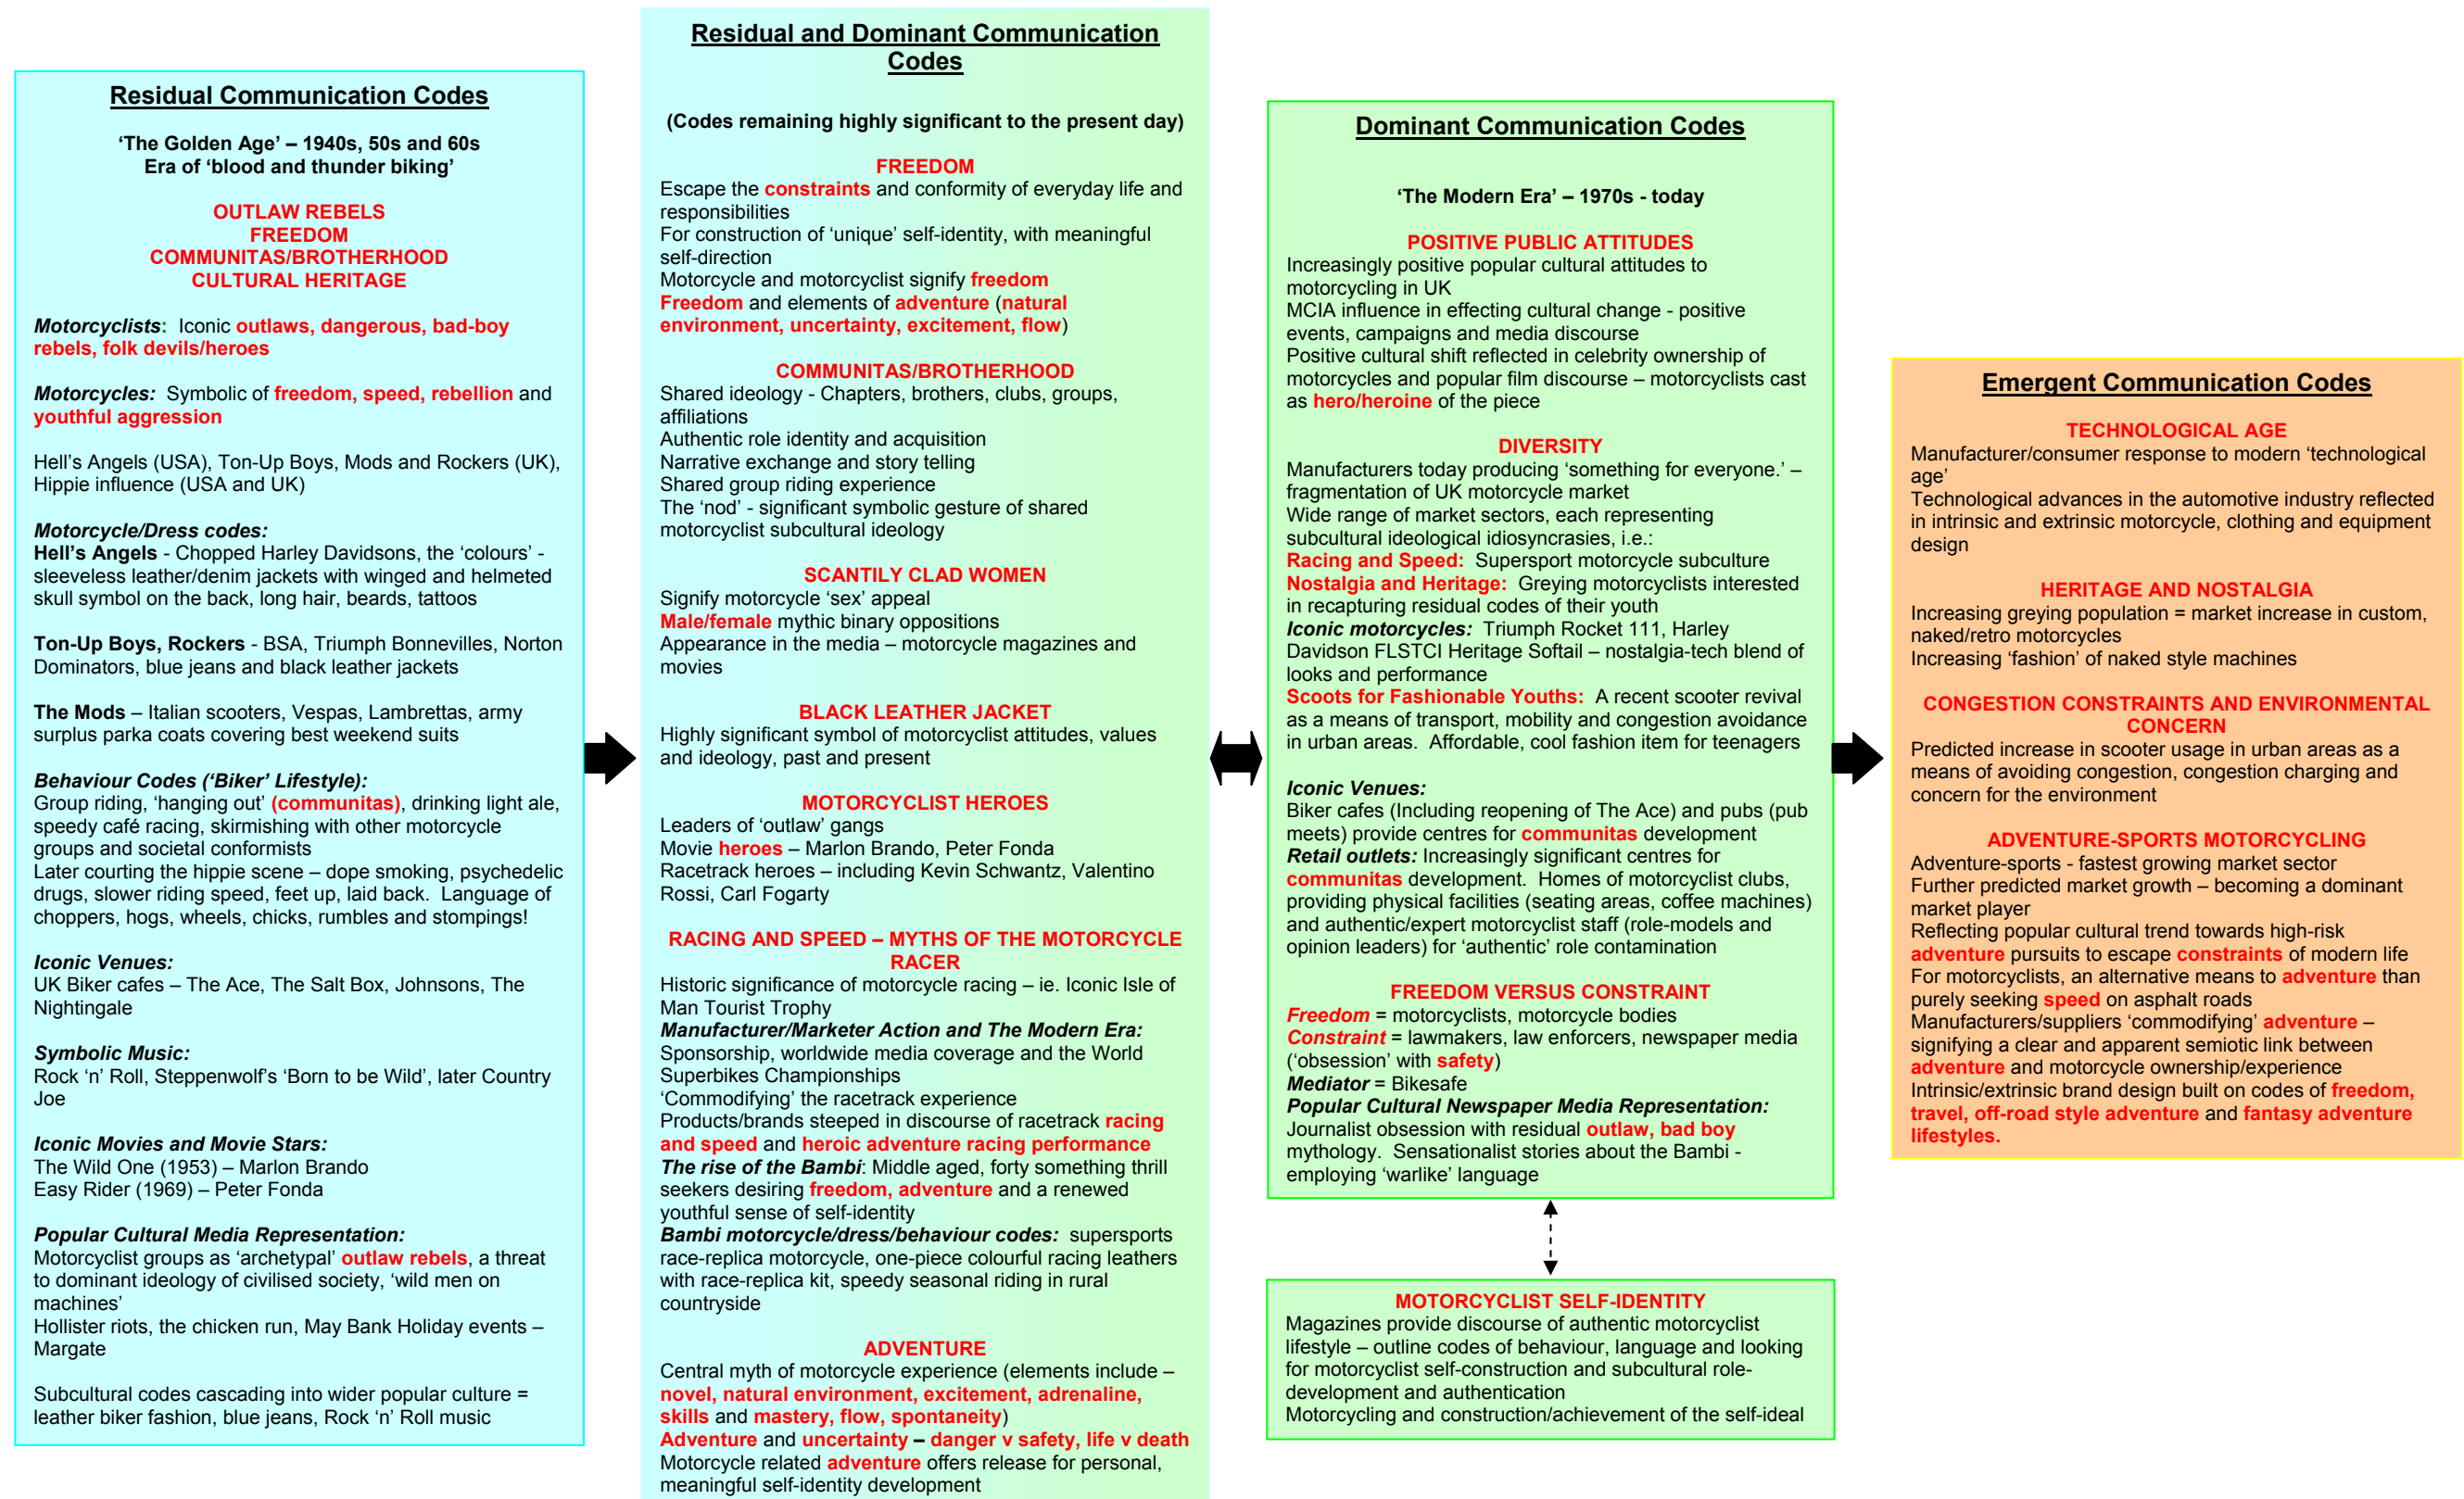 Residual Communication Codes
‘The Golden Age’ – 1940s, 50s and 60s
Era of ‘blood and thunder biking’
OUTLAW REBELS
FREEDOM
COMMUNITAS/BROTHERHOOD
CULTURAL HERITAGE
Motorcyclists: Iconic outlaws, dangerous, bad-boy
rebels, folk devils/heroes
Motorcycles: Symbolic of freedom, speed, rebellion and
youthful aggression
Hell’s Angels (USA), Ton-Up Boys, Mods and Rockers (UK),
Hippie influence (USA and UK)
Motorcycle/Dress codes:
Hell’s Angels - Chopped Harley Davidsons, the ‘colours’ -
sleeveless leather/denim jackets with winged and helmeted
skull symbol on the back, long hair, beards, tattoos
Ton-Up Boys, Rockers - BSA, Triumph Bonnevilles, Norton
Dominators, blue jeans and black leather jackets
The Mods – Italian scooters, Vespas, Lambrettas, army
surplus parka coats covering best weekend suits
Behaviour Codes (‘Biker’ Lifestyle):
Group riding, ‘hanging out’ (communitas), drinking light ale,
speedy café racing, skirmishing with other motorcycle
groups and societal conformists
Later courting the hippie scene – dope smoking, psychedelic
drugs, slower riding speed, feet up, laid back. Language of
choppers, hogs, wheels, chicks, rumbles and stompings!
Iconic Venues:
UK Biker cafes – The Ace, The Salt Box, Johnsons, The
Nightingale
Symbolic Music:
Rock ‘n’ Roll, Steppenwolf’s ‘Born to be Wild’, later Country
Joe
Iconic Movies and Movie Stars:
The Wild One (1953) – Marlon Brando
Easy Rider (1969) – Peter Fonda
Popular Cultural Media Representation:
Motorcyclist groups as ‘archetypal’ outlaw rebels, a threat
to dominant ideology of civilised society, ‘wild men on
machines’
Hollister riots, the chicken run, May Bank Holiday events –
Margate
Subcultural codes cascading into wider popular culture =
leather biker fashion, blue jeans, Rock ‘n’ Roll music
Residual and Dominant Communication
Codes
(Codes remaining highly significant to the present day)
FREEDOM
Escape the constraints and conformity of everyday life and
responsibilities
For construction of ‘unique’ self-identity, with meaningful
self-direction
Motorcycle and motorcyclist signify freedom
Freedom and elements of adventure (natural
environment, uncertainty, excitement, flow)
COMMUNITAS/BROTHERHOOD
Shared ideology - Chapters, brothers, clubs, groups,
affiliations
Authentic role identity and acquisition
Narrative exchange and story telling
Shared group riding experience
The ‘nod’ - significant symbolic gesture of shared
motorcyclist subcultural ideology
SCANTILY CLAD WOMEN
Signify motorcycle ‘sex’ appeal
Male/female mythic binary oppositions
Appearance in the media – motorcycle magazines and
movies
BLACK LEATHER JACKET
Highly significant symbol of motorcyclist attitudes, values
and ideology, past and present
MOTORCYCLIST HEROES
Leaders of ‘outlaw’ gangs
Movie heroes – Marlon Brando, Peter Fonda
Racetrack heroes – including Kevin Schwantz, Valentino
Rossi, Carl Fogarty
RACING AND SPEED – MYTHS OF THE MOTORCYCLE
RACER
Historic significance of motorcycle racing – ie. Iconic Isle of
Man Tourist Trophy
Manufacturer/Marketer Action and The Modern Era:
Sponsorship, worldwide media coverage and the World
Superbikes Championships
‘Commodifying’ the racetrack experience
Products/brands steeped in discourse of racetrack racing
and speed and heroic adventure racing performance
The rise of the Bambi: Middle aged, forty something thrill
seekers desiring freedom, adventure and a renewed
youthful sense of self-identity
Bambi motorcycle/dress/behaviour codes: supersports
race-replica motorcycle, one-piece colourful racing leathers
with race-replica kit, speedy seasonal riding in rural
countryside
ADVENTURE
Central myth of motorcycle experience (elements include –
novel, natural environment, excitement, adrenaline,
skills and mastery, flow, spontaneity)
Adventure and uncertainty – danger v safety, life v death
Motorcycle related adventure offers release for personal,
meaningful self-identity development
Dominant Communication Codes
‘The Modern Era’ – 1970s - today
POSITIVE PUBLIC ATTITUDES
Increasingly positive popular cultural attitudes to
motorcycling in UK
MCIA influence in effecting cultural change - positive
events, campaigns and media discourse
Positive cultural shift reflected in celebrity ownership of
motorcycles and popular film discourse – motorcyclists cast
as hero/heroine of the piece
DIVERSITY
Manufacturers today producing ‘something for everyone.’ –
fragmentation of UK motorcycle market
Wide range of market sectors, each representing
subcultural ideological idiosyncrasies, i.e.:
Racing and Speed: Supersport motorcycle subculture
Nostalgia and Heritage: Greying motorcyclists interested
in recapturing residual codes of their youth
Iconic motorcycles: Triumph Rocket 111, Harley
Davidson FLSTCI Heritage Softail – nostalgia-tech blend of
looks and performance
Scoots for Fashionable Youths: A recent scooter revival
as a means of transport, mobility and congestion avoidance
in urban areas. Affordable, cool fashion item for teenagers
Iconic Venues:
Biker cafes (Including reopening of The Ace) and pubs (pub
meets) provide centres for communitas development
Retail outlets: Increasingly significant centres for
communitas development. Homes of motorcyclist clubs,
providing physical facilities (seating areas, coffee machines)
and authentic/expert motorcyclist staff (role-models and
opinion leaders) for ‘authentic’ role contamination
FREEDOM VERSUS CONSTRAINT
Freedom = motorcyclists, motorcycle bodies
Constraint = lawmakers, law enforcers, newspaper media
(‘obsession’ with safety)
Mediator = Bikesafe
Popular Cultural Newspaper Media Representation:
Journalist obsession with residual outlaw, bad boy
mythology. Sensationalist stories about the Bambi -
employing ‘warlike’ language
MOTORCYCLIST SELF-IDENTITY
Magazines provide discourse of authentic motorcyclist
lifestyle – outline codes of behaviour, language and looking
for motorcyclist self-construction and subcultural role-
development and authentication
Motorcycling and construction/achievement of the self-ideal
Emergent Communication Codes
TECHNOLOGICAL AGE
Manufacturer/consumer response to modern ‘technological
age’
Technological advances in the automotive industry reflected
in intrinsic and extrinsic motorcycle, clothing and equipment
design
HERITAGE AND NOSTALGIA
Increasing greying population = market increase in custom,
naked/retro motorcycles
Increasing ‘fashion’ of naked style machines
CONGESTION CONSTRAINTS AND ENVIRONMENTAL
CONCERN
Predicted increase in scooter usage in urban areas as a
means of avoiding congestion, congestion charging and
concern for the environment
ADVENTURE-SPORTS MOTORCYCLING
Adventure-sports - fastest growing market sector
Further predicted market growth – becoming a dominant
market player
Reflecting popular cultural trend towards high-risk
adventure pursuits to escape constraints of modern life
For motorcyclists, an alternative means to adventure than
purely seeking speed on asphalt roads
Manufacturers/suppliers ‘commodifying’ adventure –
signifying a clear and apparent semiotic link between
adventure and motorcycle ownership/experience
Intrinsic/extrinsic brand design built on codes of freedom,
travel, off-road style adventure and fantasy adventure
lifestyles.